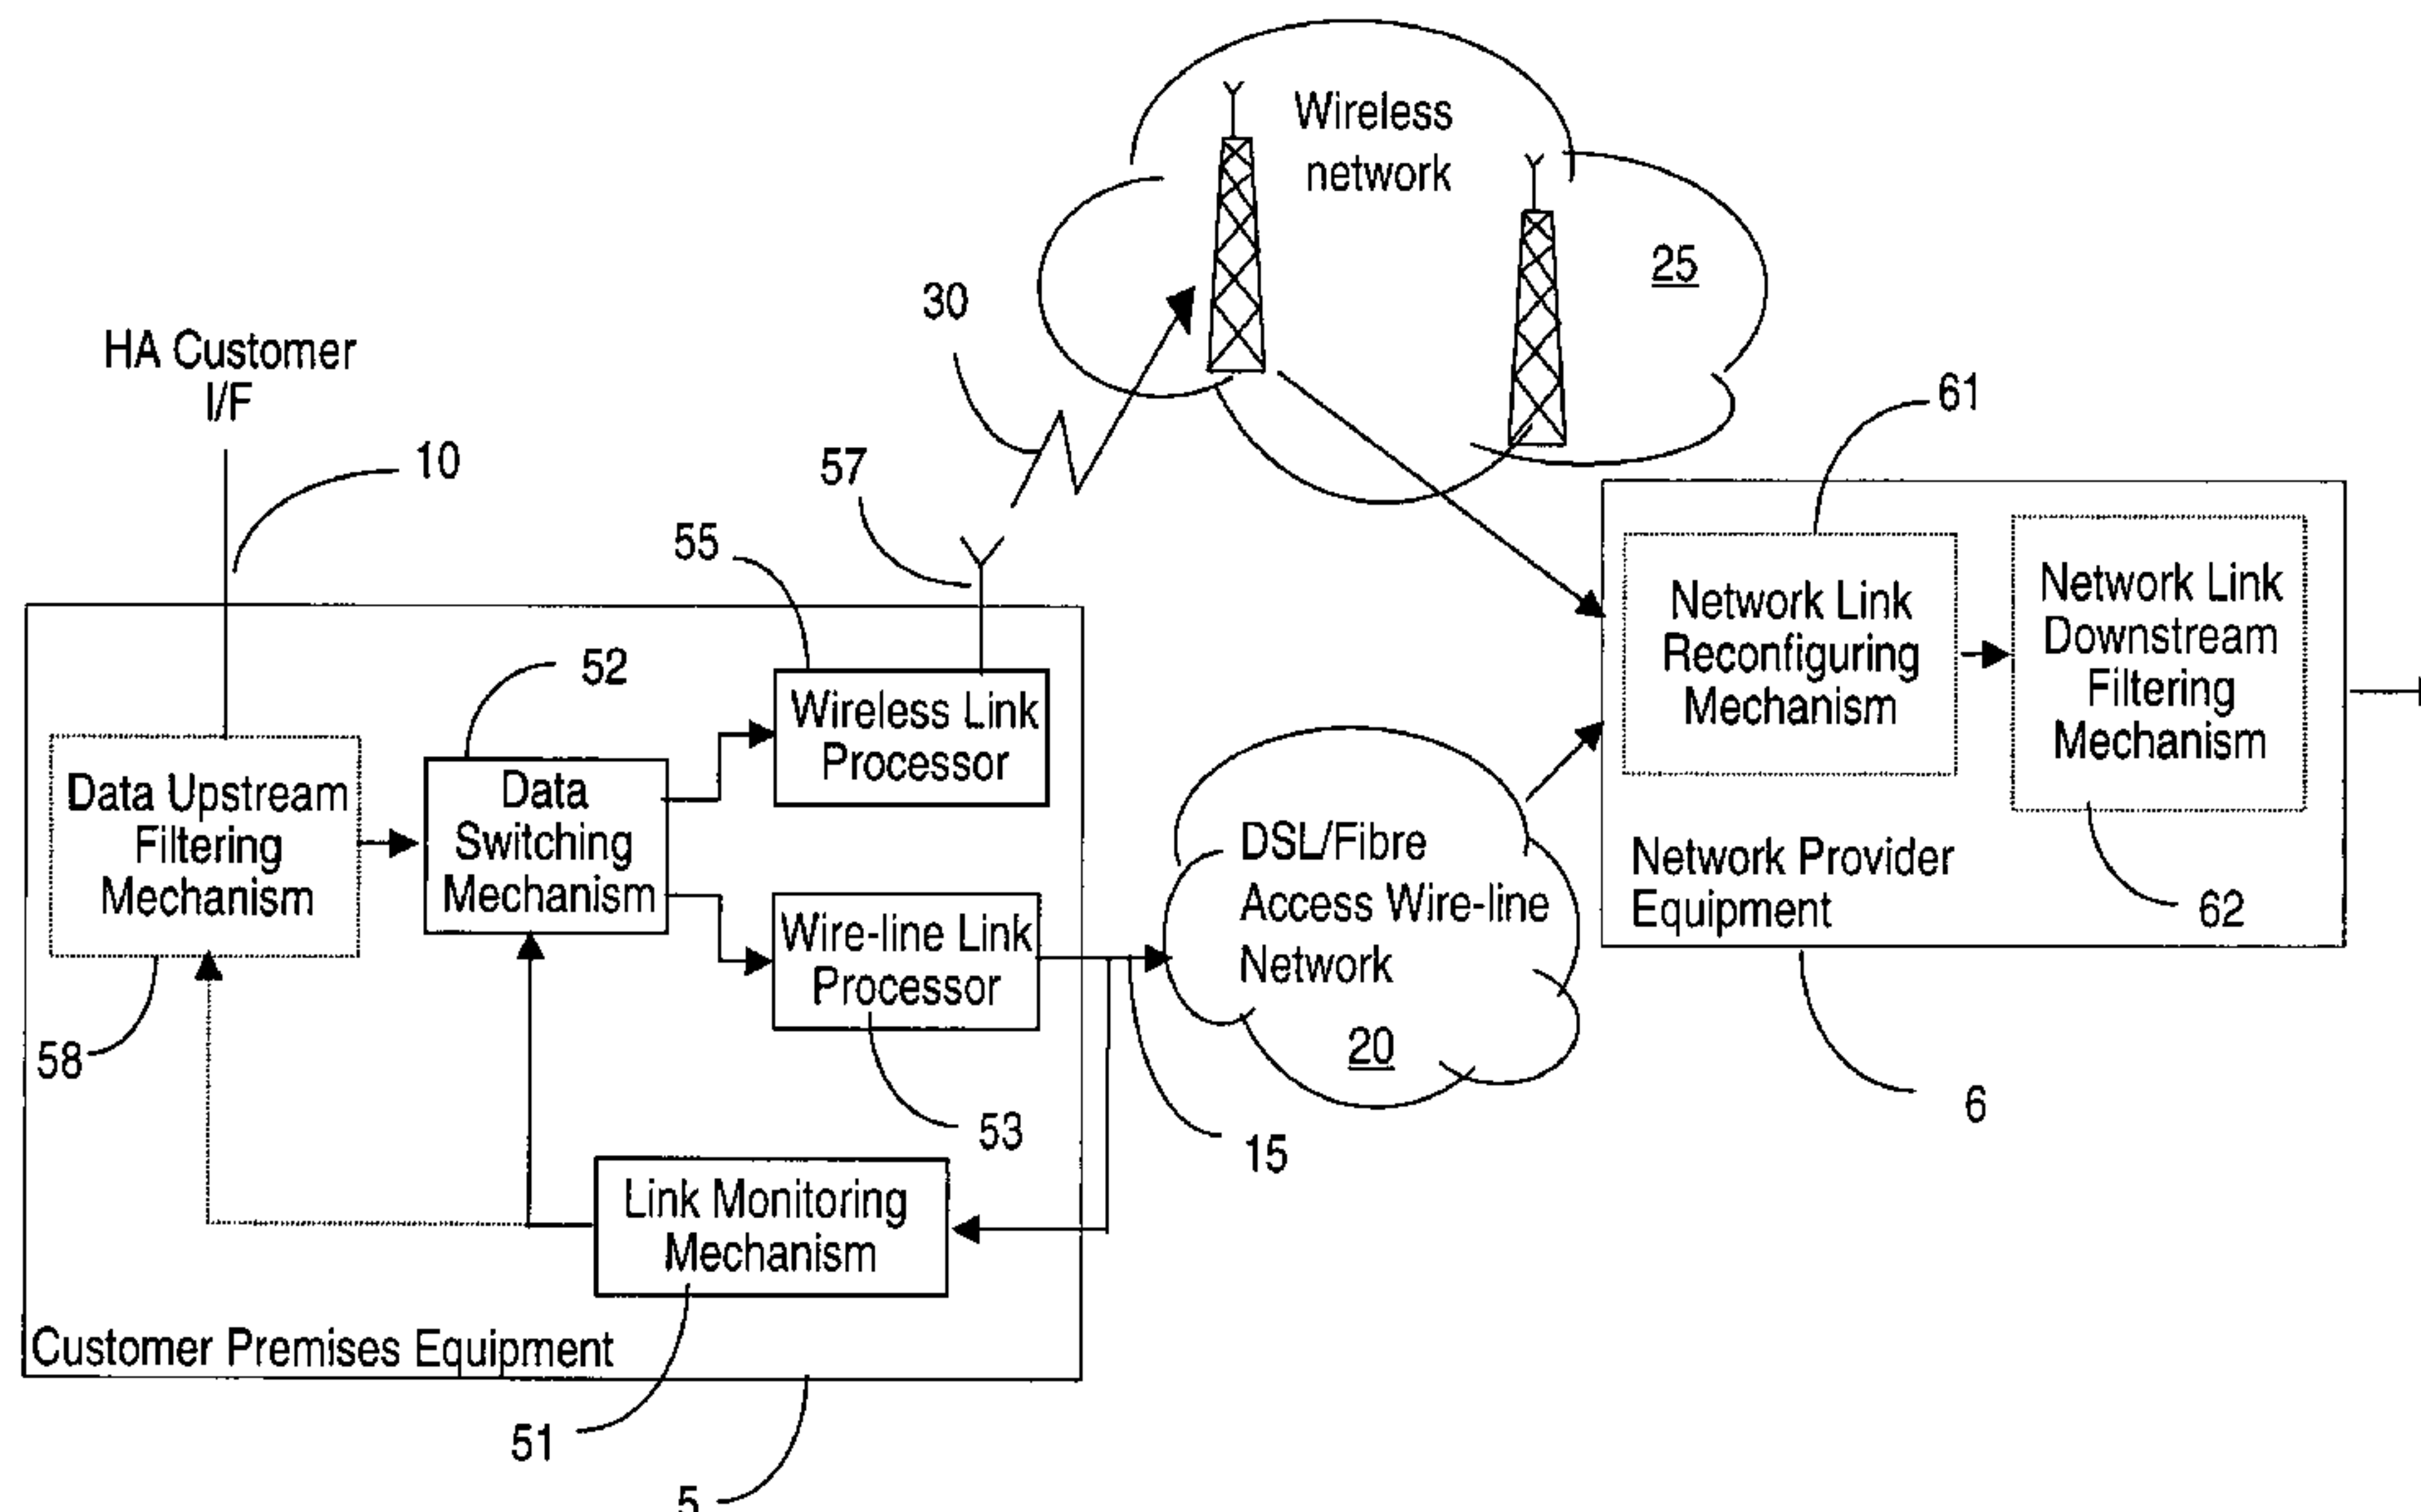 Wireless
network
25
30
HA Customer
I/F
10
57
61
55
52
Network Link
Reconfiguring
Mechanism
Network Link
Downstream
Filtering
Mechanism
Wireless Link
Processor
Data Upstream
Filtering
Mechanism
Data
Switching
Mechanism
DSL/Fibre
Access Wire-line
Network
20
Network Provider
Equipment
62
Wire-line Link
Processor
58
53
15
6
Link Monitoring
Mechanism
Customer Premises Equipment
51
5